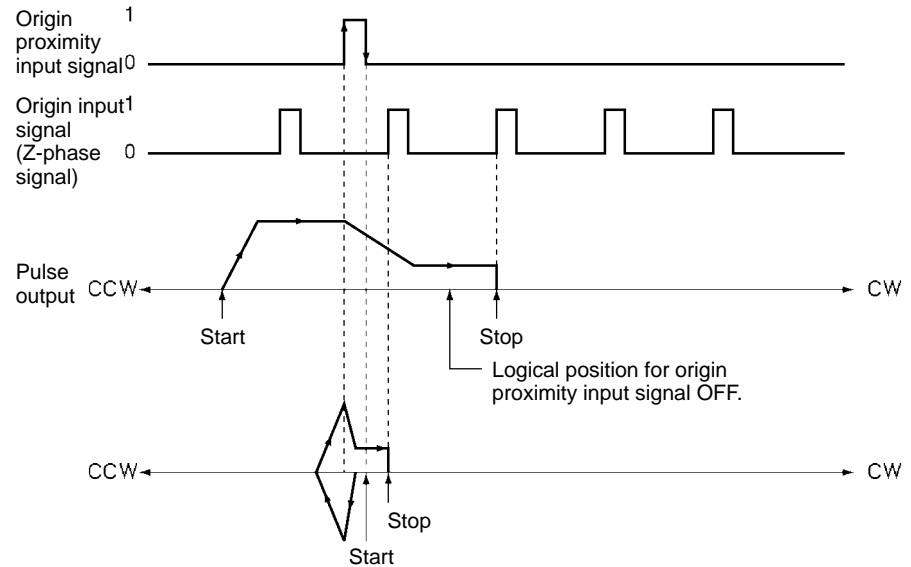 Origin
proximity
input signal
1
0
Origin input
signal
(Z-phase
signal)
1
0
Pulse
output
CCW
CW
Start
Stop
Logical position for origin
proximity input signal OFF.
CCW
CW
Stop
Start